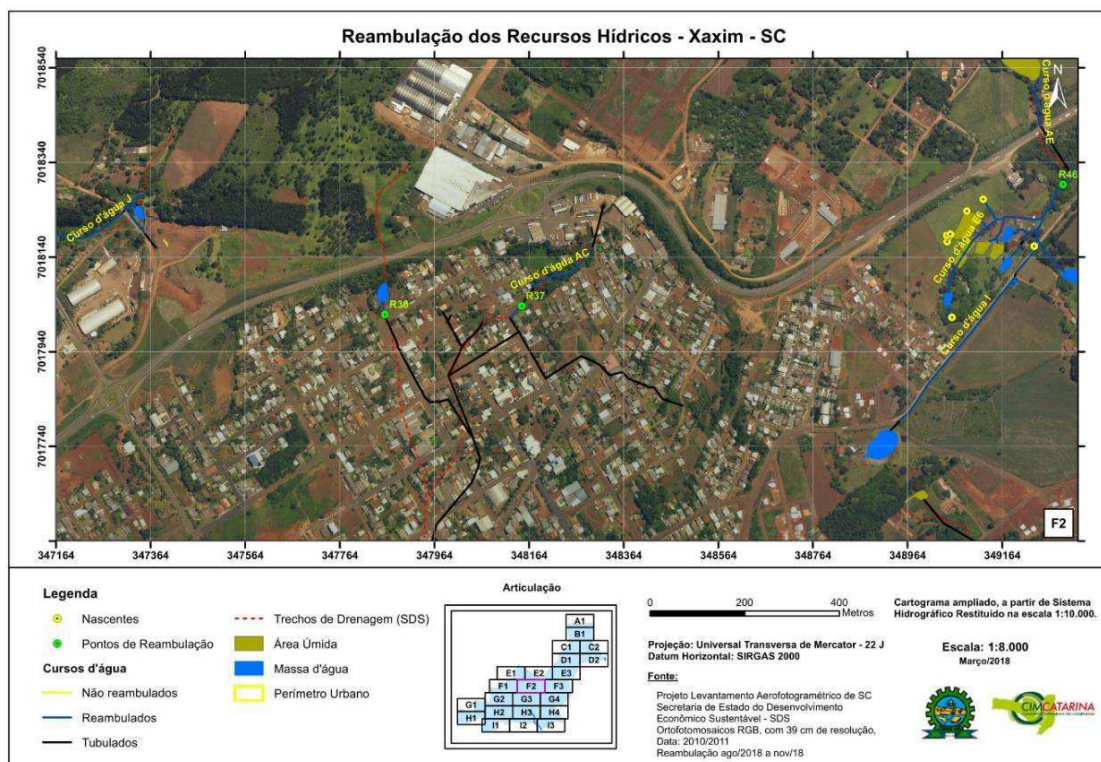 Reambulação dos Recursos Hídricos - Xaxim - SC
7018540
7018340
7018140
7017940
7017740
N
Curso d'água AE
R46
Curso d'água J
Curso d'água E6
Curso d'água AC
R37
R38
Curso d'água I
F2
347164
347364
347564
347764
347964
348164
348364
348564
348764
348964
349164
Legenda
Nascentes
Pontos de Reambulação
Cursos d'água
Não reambulados
Reambulados
Tubulados
Trechos de Drenagem (SDS)
Área Úmida
Massa d'água
Perímetro Urbano
Articulação
A1
B1
C1 C2
D1 D2
E1 E2 E3
F1 F2 F3
G1 G2 G3 G4
H1 H2 H3 H4
I1 I2 I3
0 200 400
Metros
Projeção: Universal Transversa de Mercator - 22 J
Datum Horizontal: SIRGAS 2000
Fonte:
Projeto Levantamento Aerofotogramétrico de SC
Secretaria de Estado do Desenvolvimento
Econômico Sustentável - SDS
Ortofotomosaicos RGB, com 39 cm de resolução,
Data: 2010/2011
Reambulação ago/2018 a nov/18
Cartograma ampliado, a partir de Sistema
Hidrográfico Restituido na escala 1:10.000.
Escala: 1:8.000
Março/2018
CIMCATARINA